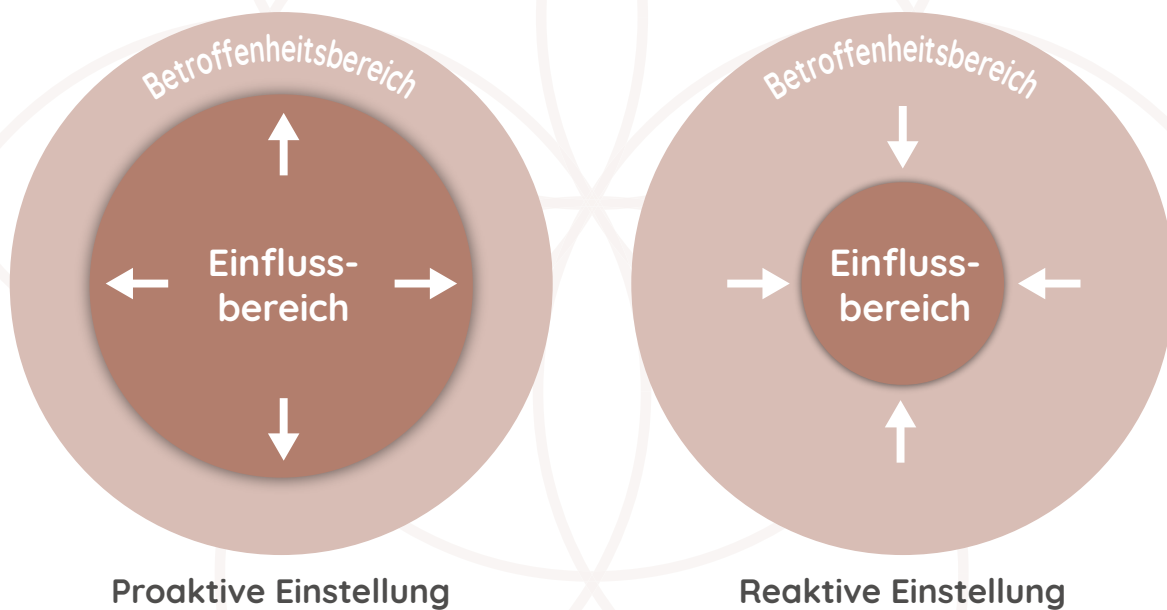 Betroffenheitsbereich
Einfluss-
bereich
Proaktive Einstellung
Betroffenheitsbereich
Einfluss-
bereich
Reaktive Einstellung